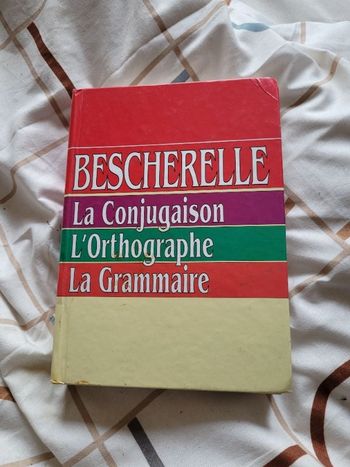 BESCHERELLE
La Conjugaison
L'Orthographe
La Grammaire